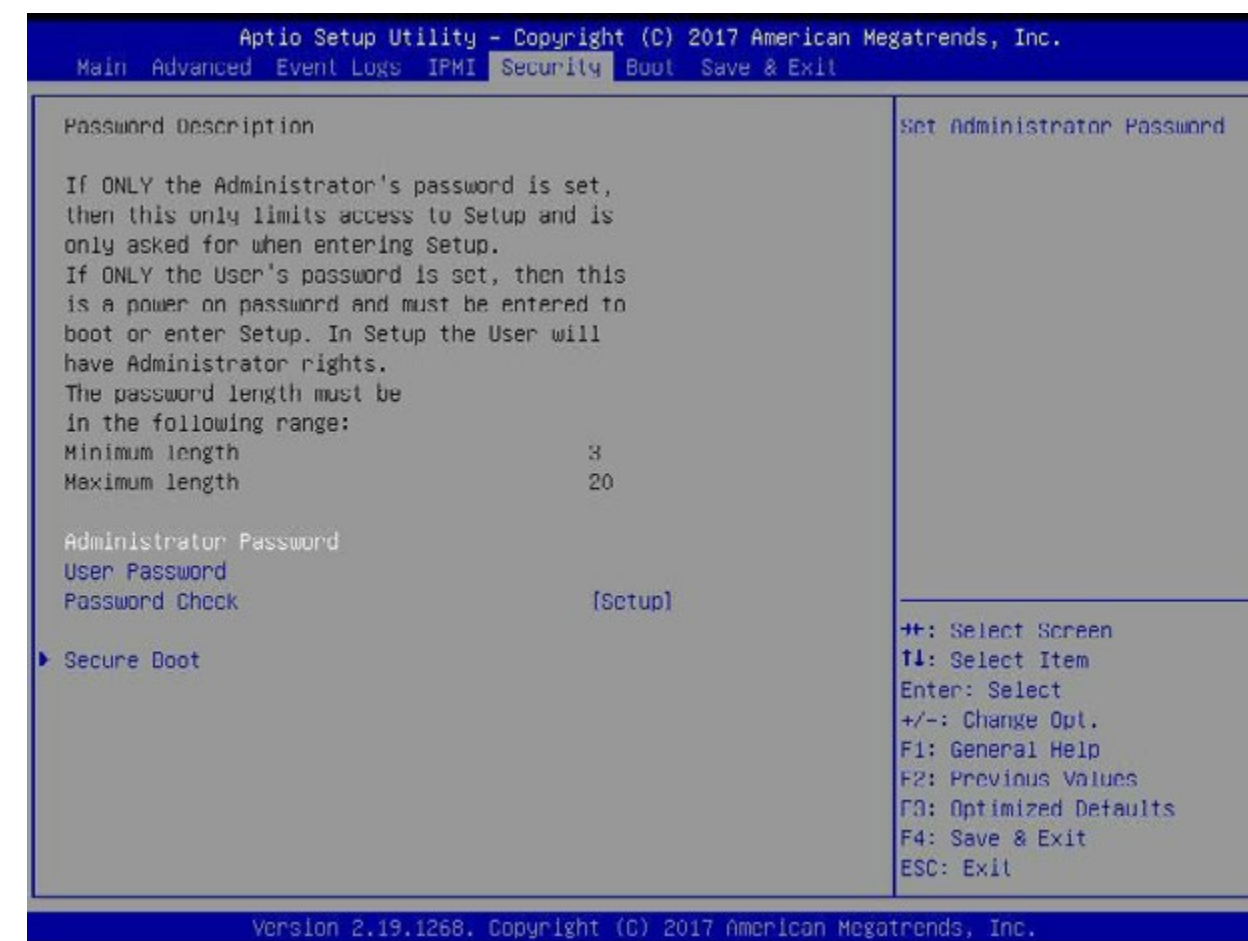 Aptio Setup Utility – Copyright (C) 2017 American Megatrends, Inc.
Main Advanced Event Logs IPMI Security Boot Save & Exit
Password Description
If ONLY the Administrator's password is set,
then this only limits access to Setup and is
only asked for when entering Setup.
If ONLY the User's password is set, then this
is a power on password and must be entered to
boot or enter Setup. In Setup the User will
have Administrator rights.
The password length must be
in the following range:
Minimum length 3
Maximum length 20
Administrator Password
User Password
Password Check [Setup]
Secure Boot
Set Administrator Password
→←: Select Screen
↑↓: Select Item
Enter: Select
+/-: Change Opt.
F1: General Help
F2: Previous Values
F3: Optimized Defaults
F4: Save & Exit
ESC: Exit
Version 2.19.1268. Copyright (C) 2017 American Megatrends, Inc.